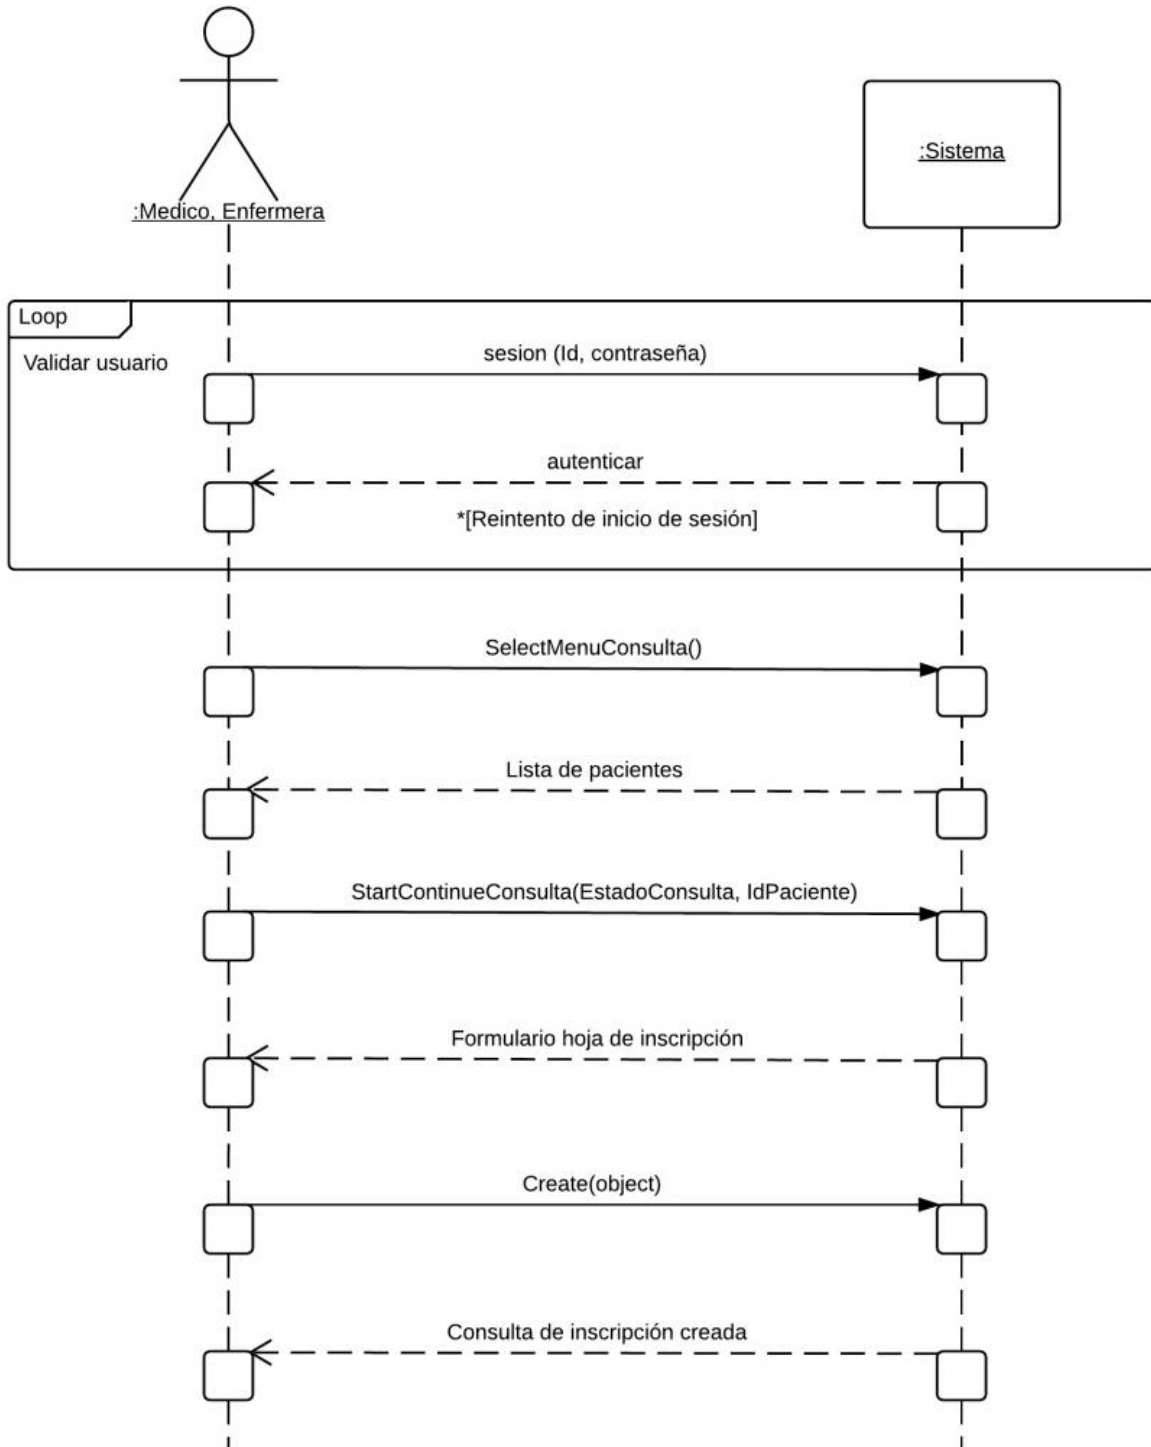 :Sistema
:Medico, Enfermera
Loop
Validar usuario
sesion (Id, contraseña)
autenticar
*[Reintento de inicio de sesión]
SelectMenuConsulta()
Lista de pacientes
StartContinueConsulta(EstadoConsulta, IdPaciente)
Formulario hoja de inscripción
Create(object)
Consulta de inscripción creada